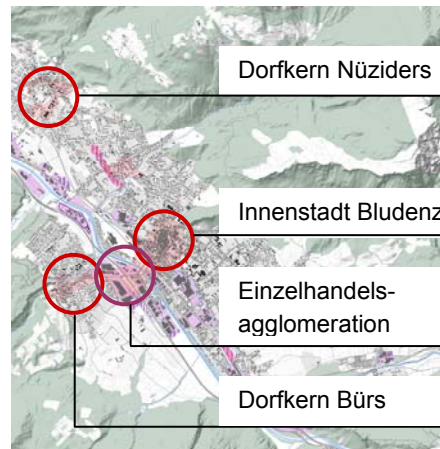 Dorfkern Nüziders
Innenstadt Bludenz
Einzelhandels-
agglomeration
Dorfkern Bürs